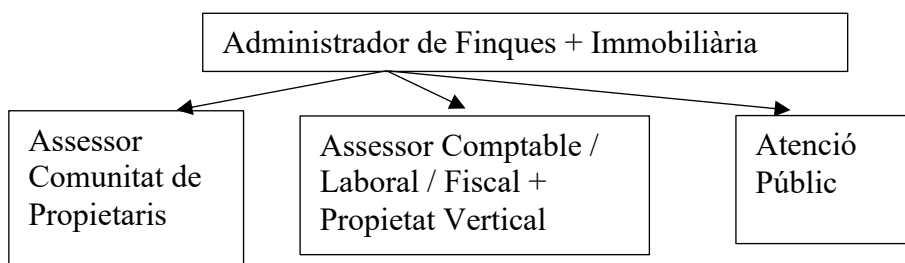 Administrador de Finques + Immobiliària
Assessor
Comunitat de
Propietaris
Assessor Comptable /
Laboral / Fiscal +
Propietat Vertical
Atenció
Públic